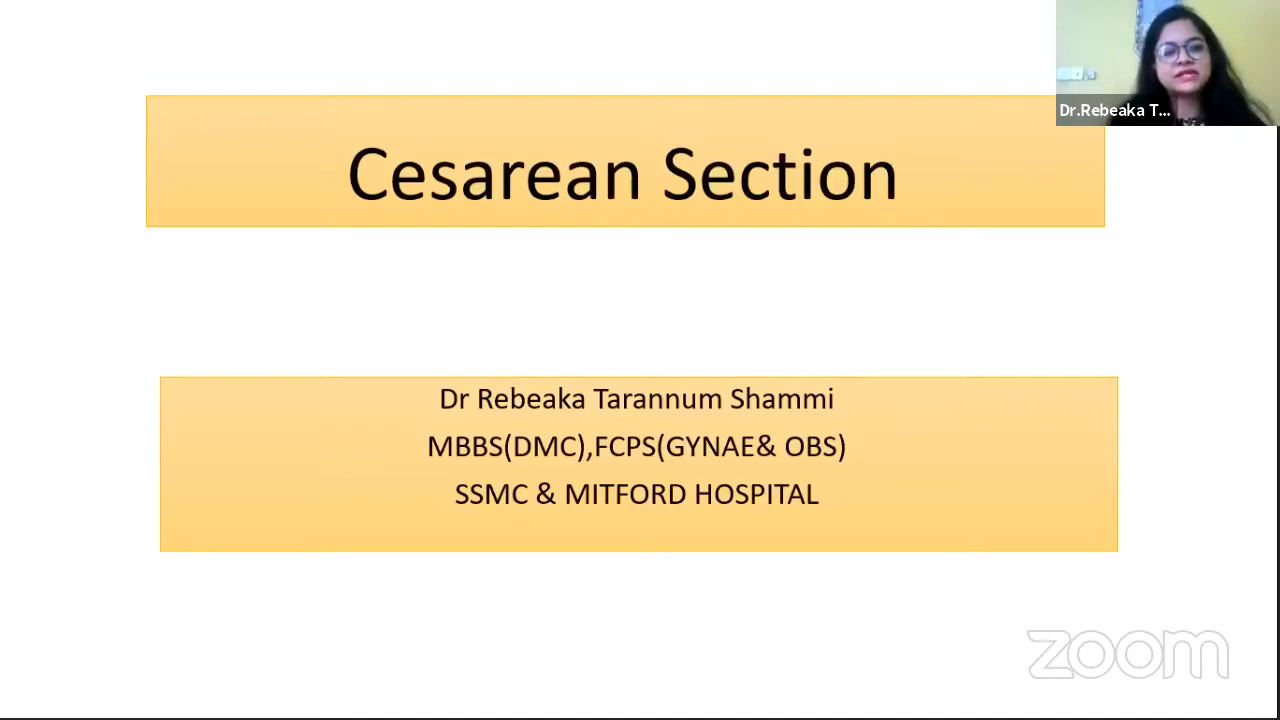 Dr.Rebeaka T...
Cesarean Section
Dr Rebeaka Tarannum Shammi
MBBS(DMC),FCPS(GYNAE& OBS)
SSMC & MITFORD HOSPITAL
zoom